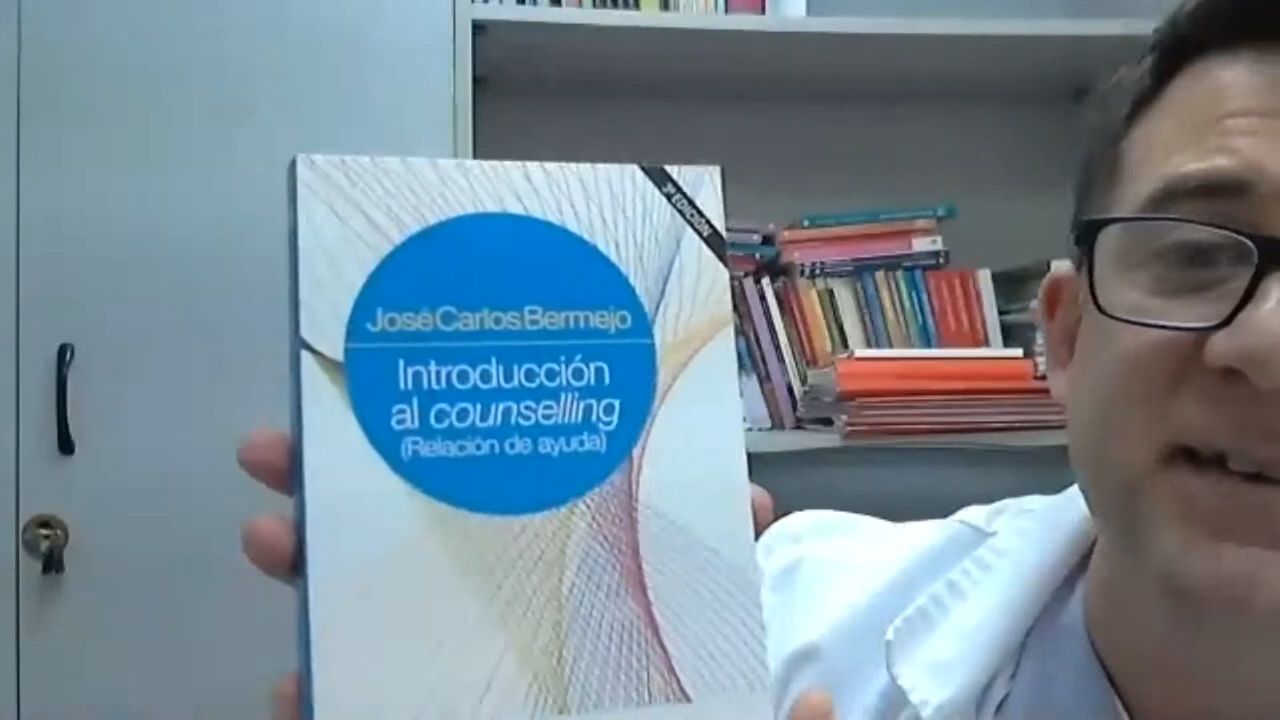 3ª EDICIÓN
José Carlos Bermejo
Introducción
al counselling
(Relación de ayuda)